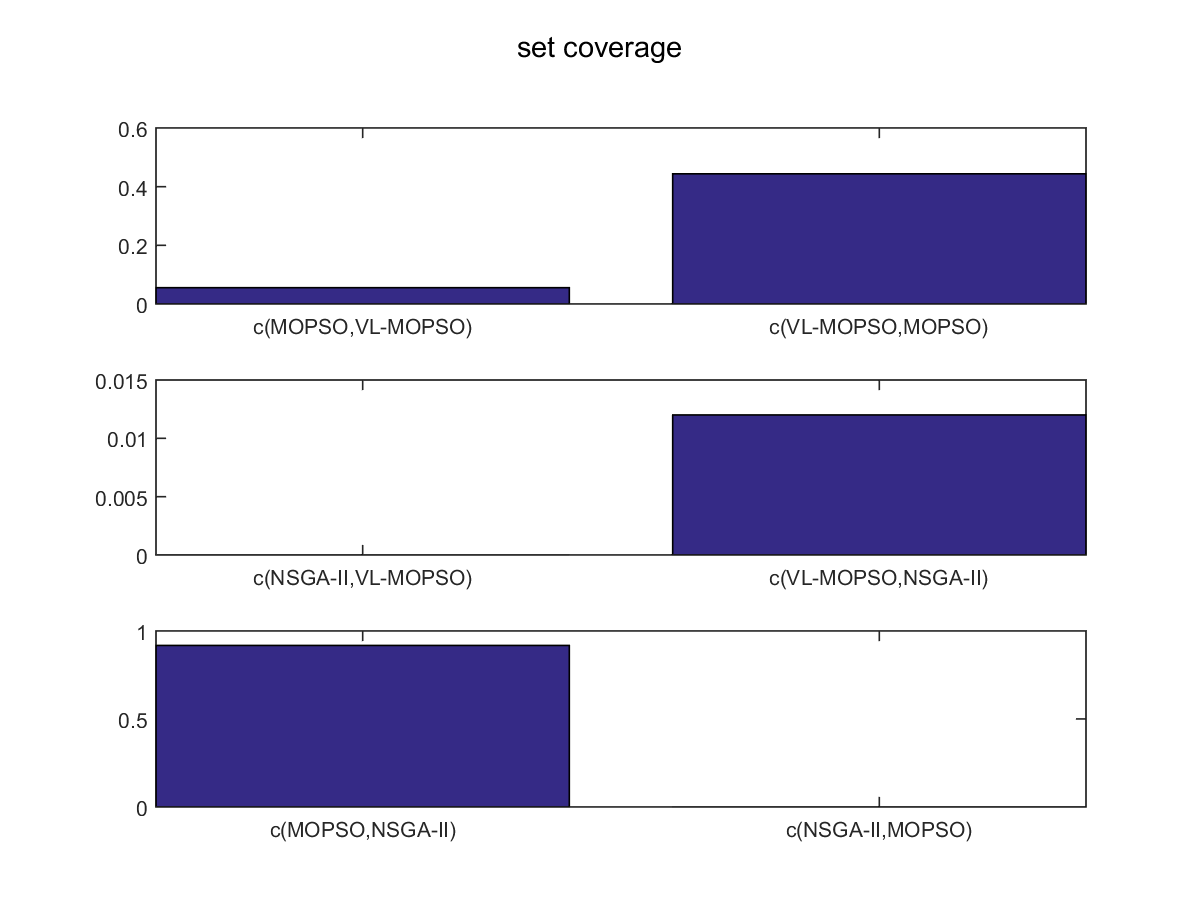 set coverage
0.6
0.4
0.2
0
c(MOPSO,VL-MOPSO) c(VL-MOPSO,MOPSO)
0.015
0.01
0.005
0
c(NSGA-II,VL-MOPSO) c(VL-MOPSO,NSGA-II)
1
0.5
0
c(MOPSO,NSGA-II) c(NSGA-II,MOPSO)